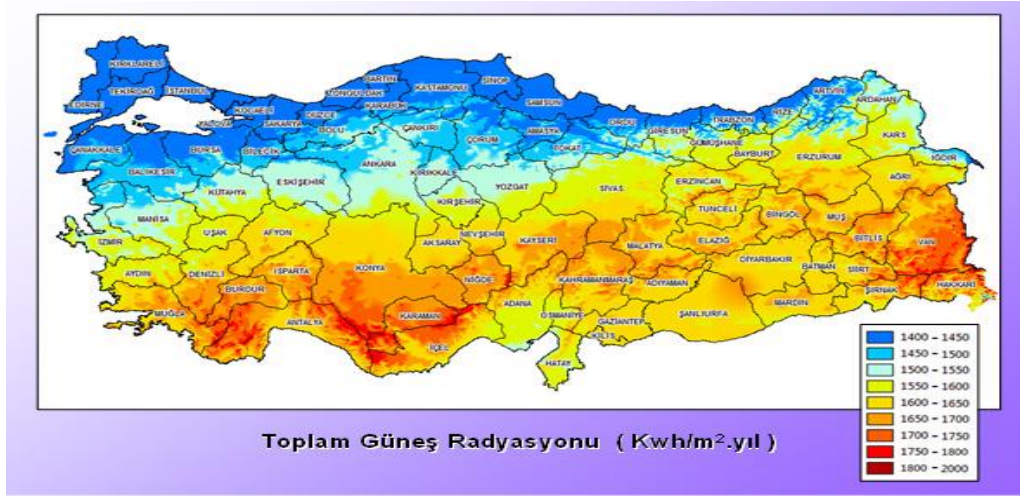 KIRKLARELİ
TEKİRDAĞ
İSTANBUL
EDİRNE
KOCAELİ
YALOVA
SAKARYA
DÜZCE
ZONGULDAK
BARTIN
KARABÜK
KASTAMONU
SİNOP
SAMSUN
BOLU
ÇANKIRI
ÇORUM
AMASYA
TOKAT
ORDU
GİRESUN
TRABZON
RİZE
ARTVİN
ARDAHAN
KARS
GÜMÜŞHANE
BAYBURT
ERZURUM
IĞDIR
AĞRI
ÇANAKKALE
BURSA
BİLECİK
BALIKESİR
KÜTAHYA
ESKİŞEHİR
ANKARA
KIRIKKALE
YOZGAT
KIRŞEHİR
SİVAS
ERZİNCAN
TUNCELİ
BİNGÖL
MUŞ
BİTLİS
VAN
MANİSA
İZMİR
UŞAK
AFYON
AKSARAY
NEVŞEHİR
KAYSERİ
MALATYA
ELAZIĞ
DİYARBAKIR
BATMAN
SİİRT
ŞIRNAK
HAKKARİ
AYDIN
DENİZLİ
ISPARTA
BURDUR
KONYA
NİĞDE
KAHRAMANMARAŞ
ADIYAMAN
MARDİN
MUĞLA
ANTALYA
KARAMAN
İÇEL
ADANA
OSMANİYE
GAZİANTEP
KİLİS
ŞANLIURFA
HATAY
1400 - 1450
1450 - 1500
1500 - 1550
1550 - 1600
1600 - 1650
1650 - 1700
1700 - 1750
1750 - 1800
1800 - 2000
Toplam Güneş Radyasyonu ( Kwh/m².yıl )